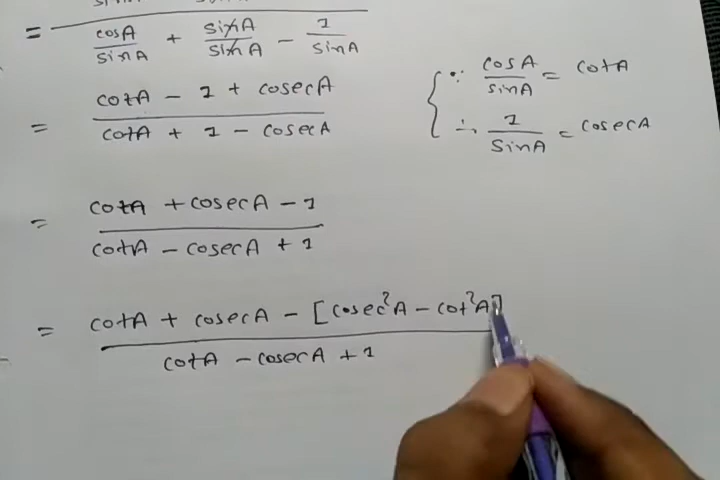 = cosA/sinA + sinA/sinA - 1/sinA
= cotA - 1 + cosecA / cotA + 1 - cosecA
{ ∵ cosA/sinA = cotA
∴ 1/sinA = cosecA
= cotA + cosecA - 1 / cotA - cosecA + 1
= cotA + cosecA - [cosec²A - cot²A] / cotA - cosecA + 1